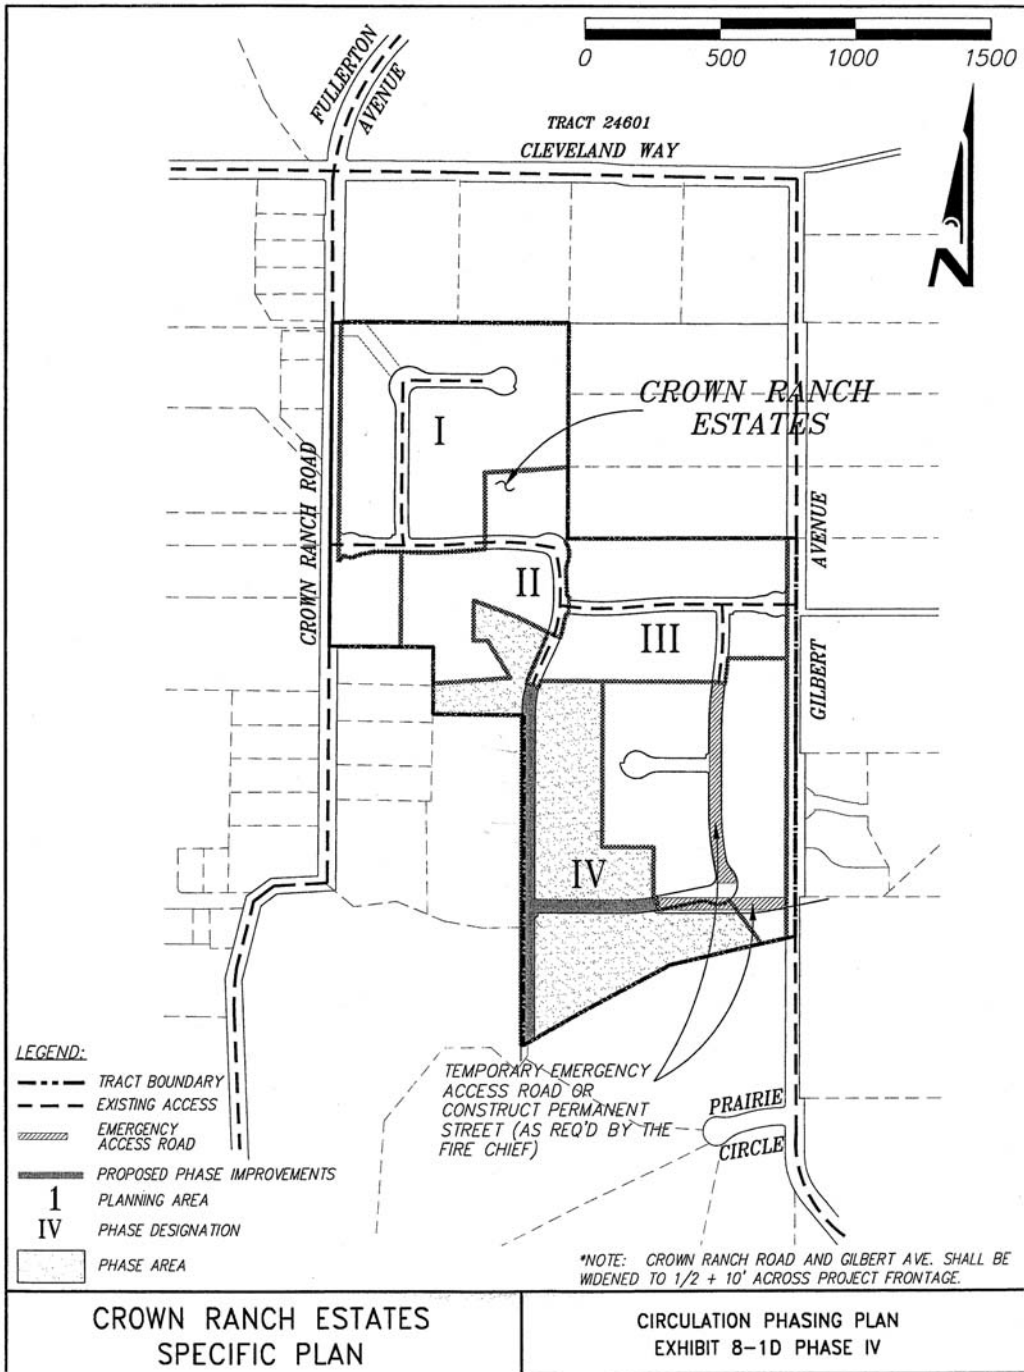 0 500 1000 1500
FULLERTON
AVENUE
TRACT 24601
CLEVELAND WAY
N
CROWN RANCH
ESTATES
I
CROWN RANCH ROAD
AVENUE
II
III
GILBERT
IV
LEGEND:
TRACT BOUNDARY
EXISTING ACCESS
EMERGENCY
ACCESS ROAD
PROPOSED PHASE IMPROVEMENTS
1 PLANNING AREA
IV PHASE DESIGNATION
PHASE AREA
TEMPORARY EMERGENCY
ACCESS ROAD OR
CONSTRUCT PERMANENT
STREET (AS REQ'D BY THE
FIRE CHIEF)
PRAIRIE
CIRCLE
*NOTE: CROWN RANCH ROAD AND GILBERT AVE. SHALL BE
WIDENED TO 1/2 + 10' ACROSS PROJECT FRONTAGE.
CROWN RANCH ESTATES
SPECIFIC PLAN
CIRCULATION PHASING PLAN
EXHIBIT 8-1D PHASE IV